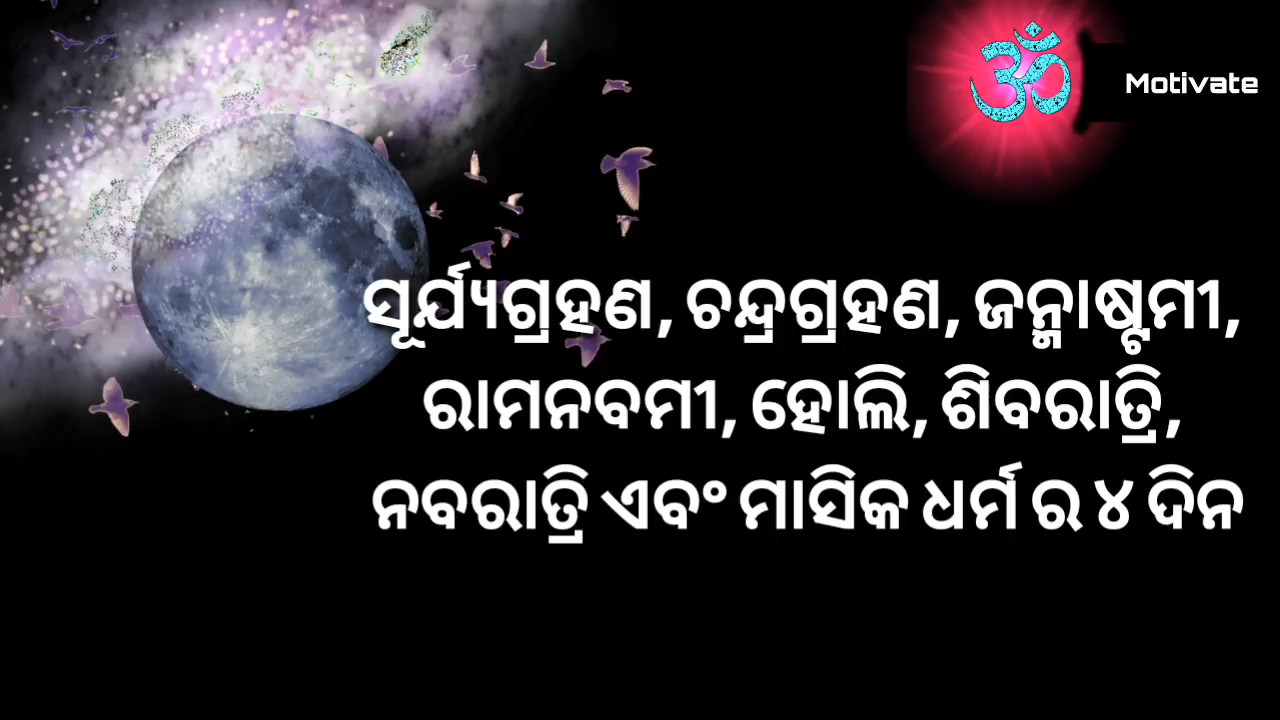 ॐ
Motivate
ସୂର୍ଯ୍ୟଗ୍ରହଣ, ଚନ୍ଦ୍ରଗ୍ରହଣ, ଜନ୍ମାଷ୍ଟମୀ,
ରାମନବମୀ, ହୋଲି, ଶିବରାତ୍ରି,
ନବରାତ୍ରି ଏବଂ ମାସିକ ଧର୍ମ ର ୪ ଦିନ